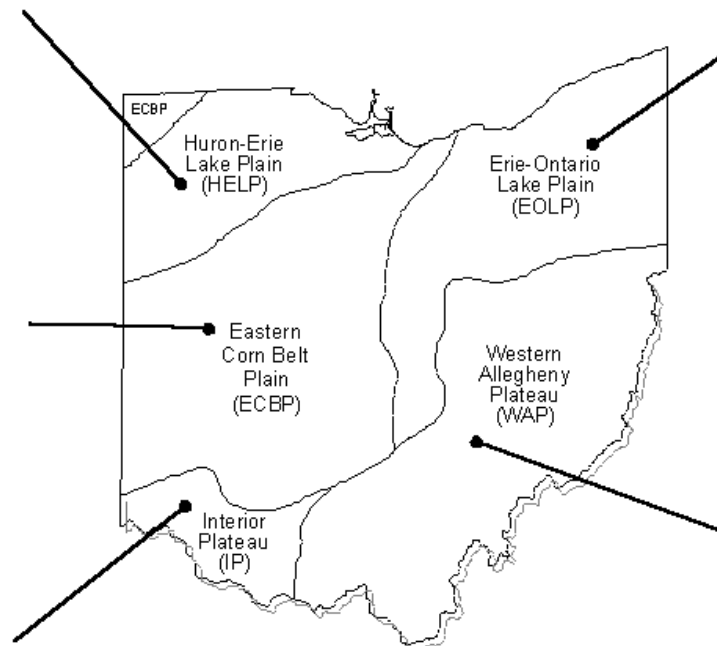 ECBP
Huron-Erie
Lake Plain
(HELP)
Erie-Ontario
Lake Plain
(EOLP)
Eastern
Corn Belt
Plain
(ECBP)
Western
Allegheny
Plateau
(WAP)
Interior
Plateau
(IP)